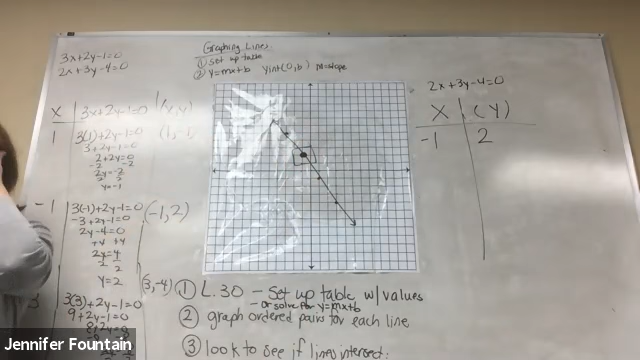 3x+2y-1=0
2x+3y-4=0
Graphing Lines
① set up table
② y=mx+b yint(0,b) m=slope
X 3x+2y-1=0 (x,y)
1 3(1)+2y-1=0 (1,-1)
3+2y-1=0
2+2y=0
-2 -2
2y=-2
2 2
y=-1
-1 3(-1)+2y-1=0 (-1,2)
-3+2y-1=0
2y-4=0
+4 +4
2y=4
2 2
y=2
3 3(3)+2y-1=0 (3,-4)
9+2y-1=0
8+2y=0
2x+3y-4=0
X (Y)
-1 2
① L.30 - Set up table w/values
- or solve for y=mx+b
② graph ordered pairs for each line
③ look to see if lines intersect:
Jennifer Fountain